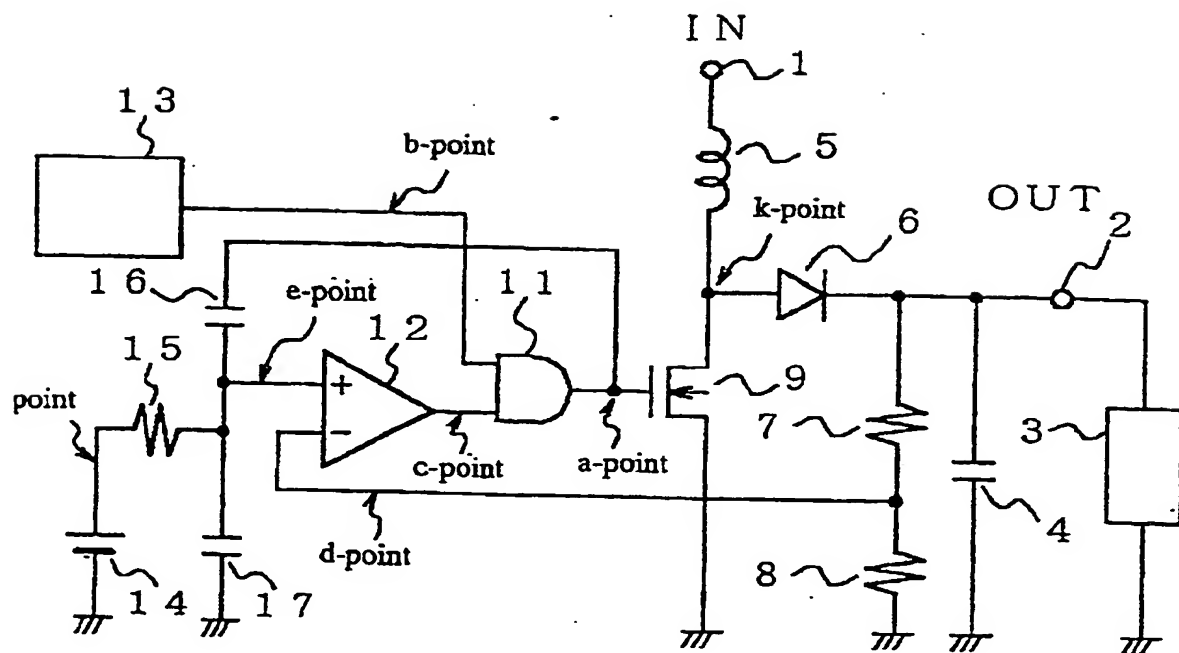 IN
1
13
b-point
5
OUT
k-point
6
2
16
e-point
11
12
15
9
point
7
3
c-point
a-point
4
d-point
8
14
17
+
−